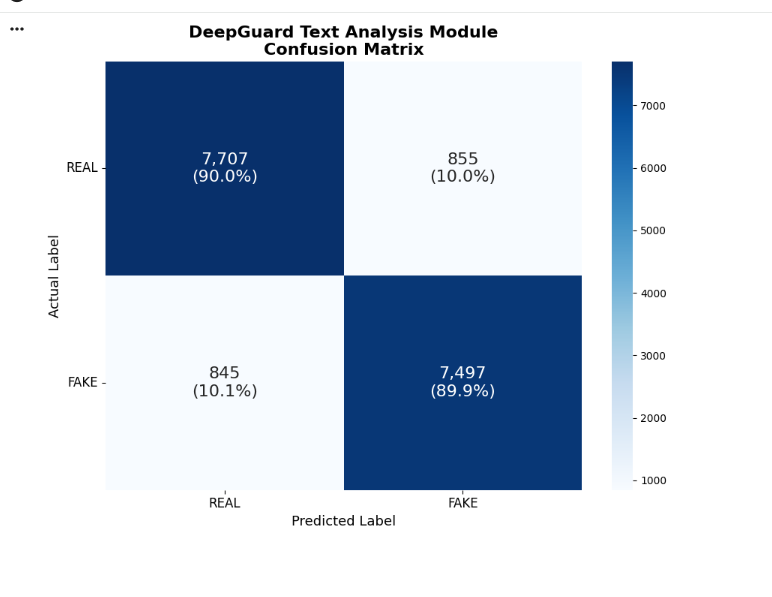 DeepGuard Text Analysis Module
Confusion Matrix
REAL
7,707
(90.0%)
855
(10.0%)
FAKE
845
(10.1%)
7,497
(89.9%)
Actual Label
REAL
FAKE
Predicted Label
7000
6000
5000
4000
3000
2000
1000